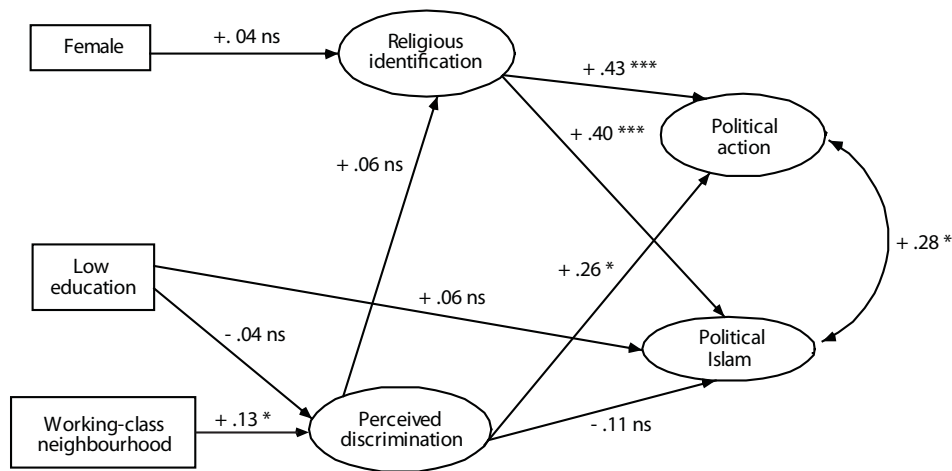 Female
+. 04 ns
Religious
identification
+ .43 ***
+ .40 ***
Political
action
+ .06 ns
Low
education
+ .06 ns
+ .26 *
+ .28 *
- .04 ns
Political
Islam
Working-class
neighbourhood
+ .13 *
Perceived
discrimination
- .11 ns